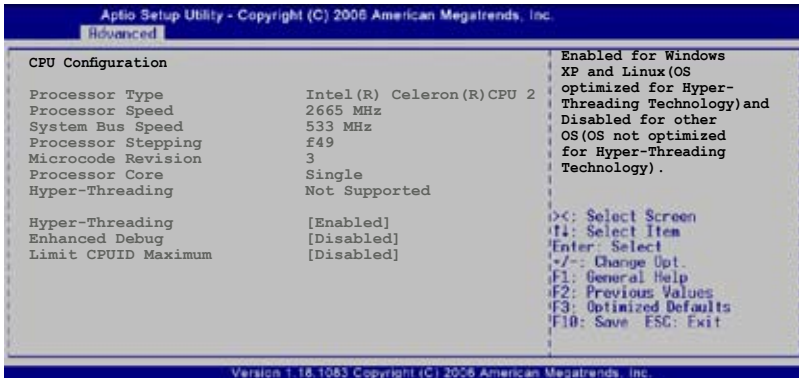 Aptio Setup Utility - Copyright (C) 2006 American Megatrends, Inc.
Advanced
CPU Configuration
Processor Type Intel(R) Celeron(R)CPU 2
Processor Speed 2665 MHz
System Bus Speed 533 MHz
Processor Stepping f49
Microcode Revision 3
Processor Core Single
Hyper-Threading Not Supported
Hyper-Threading [Enabled]
Enhanced Debug [Disabled]
Limit CPUID Maximum [Disabled]
Enabled for Windows
XP and Linux(OS
optimized for Hyper-
Threading Technology)and
Disabled for other
OS(OS not optimized
for Hyper-Threading
Technology).
><: Select Screen
↑↓: Select Item
Enter: Select
+/-: Change Opt.
F1: General Help
F2: Previous Values
F3: Optimized Defaults
F10: Save ESC: Exit
Version 1.18.1083 Copyright (C) 2006 American Megatrends, Inc.